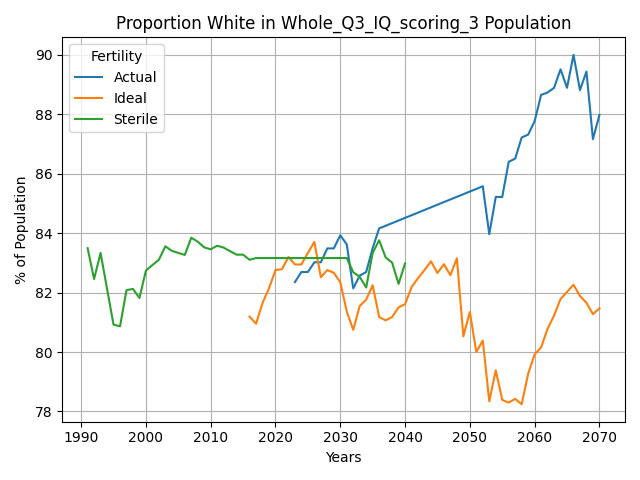 Proportion White in Whole_Q3_IQ_scoring_3 Population
% of Population
90
88
86
84
82
80
78
Fertility
Actual
Ideal
Sterile
1990 2000 2010 2020 2030 2040 2050 2060 2070
Years